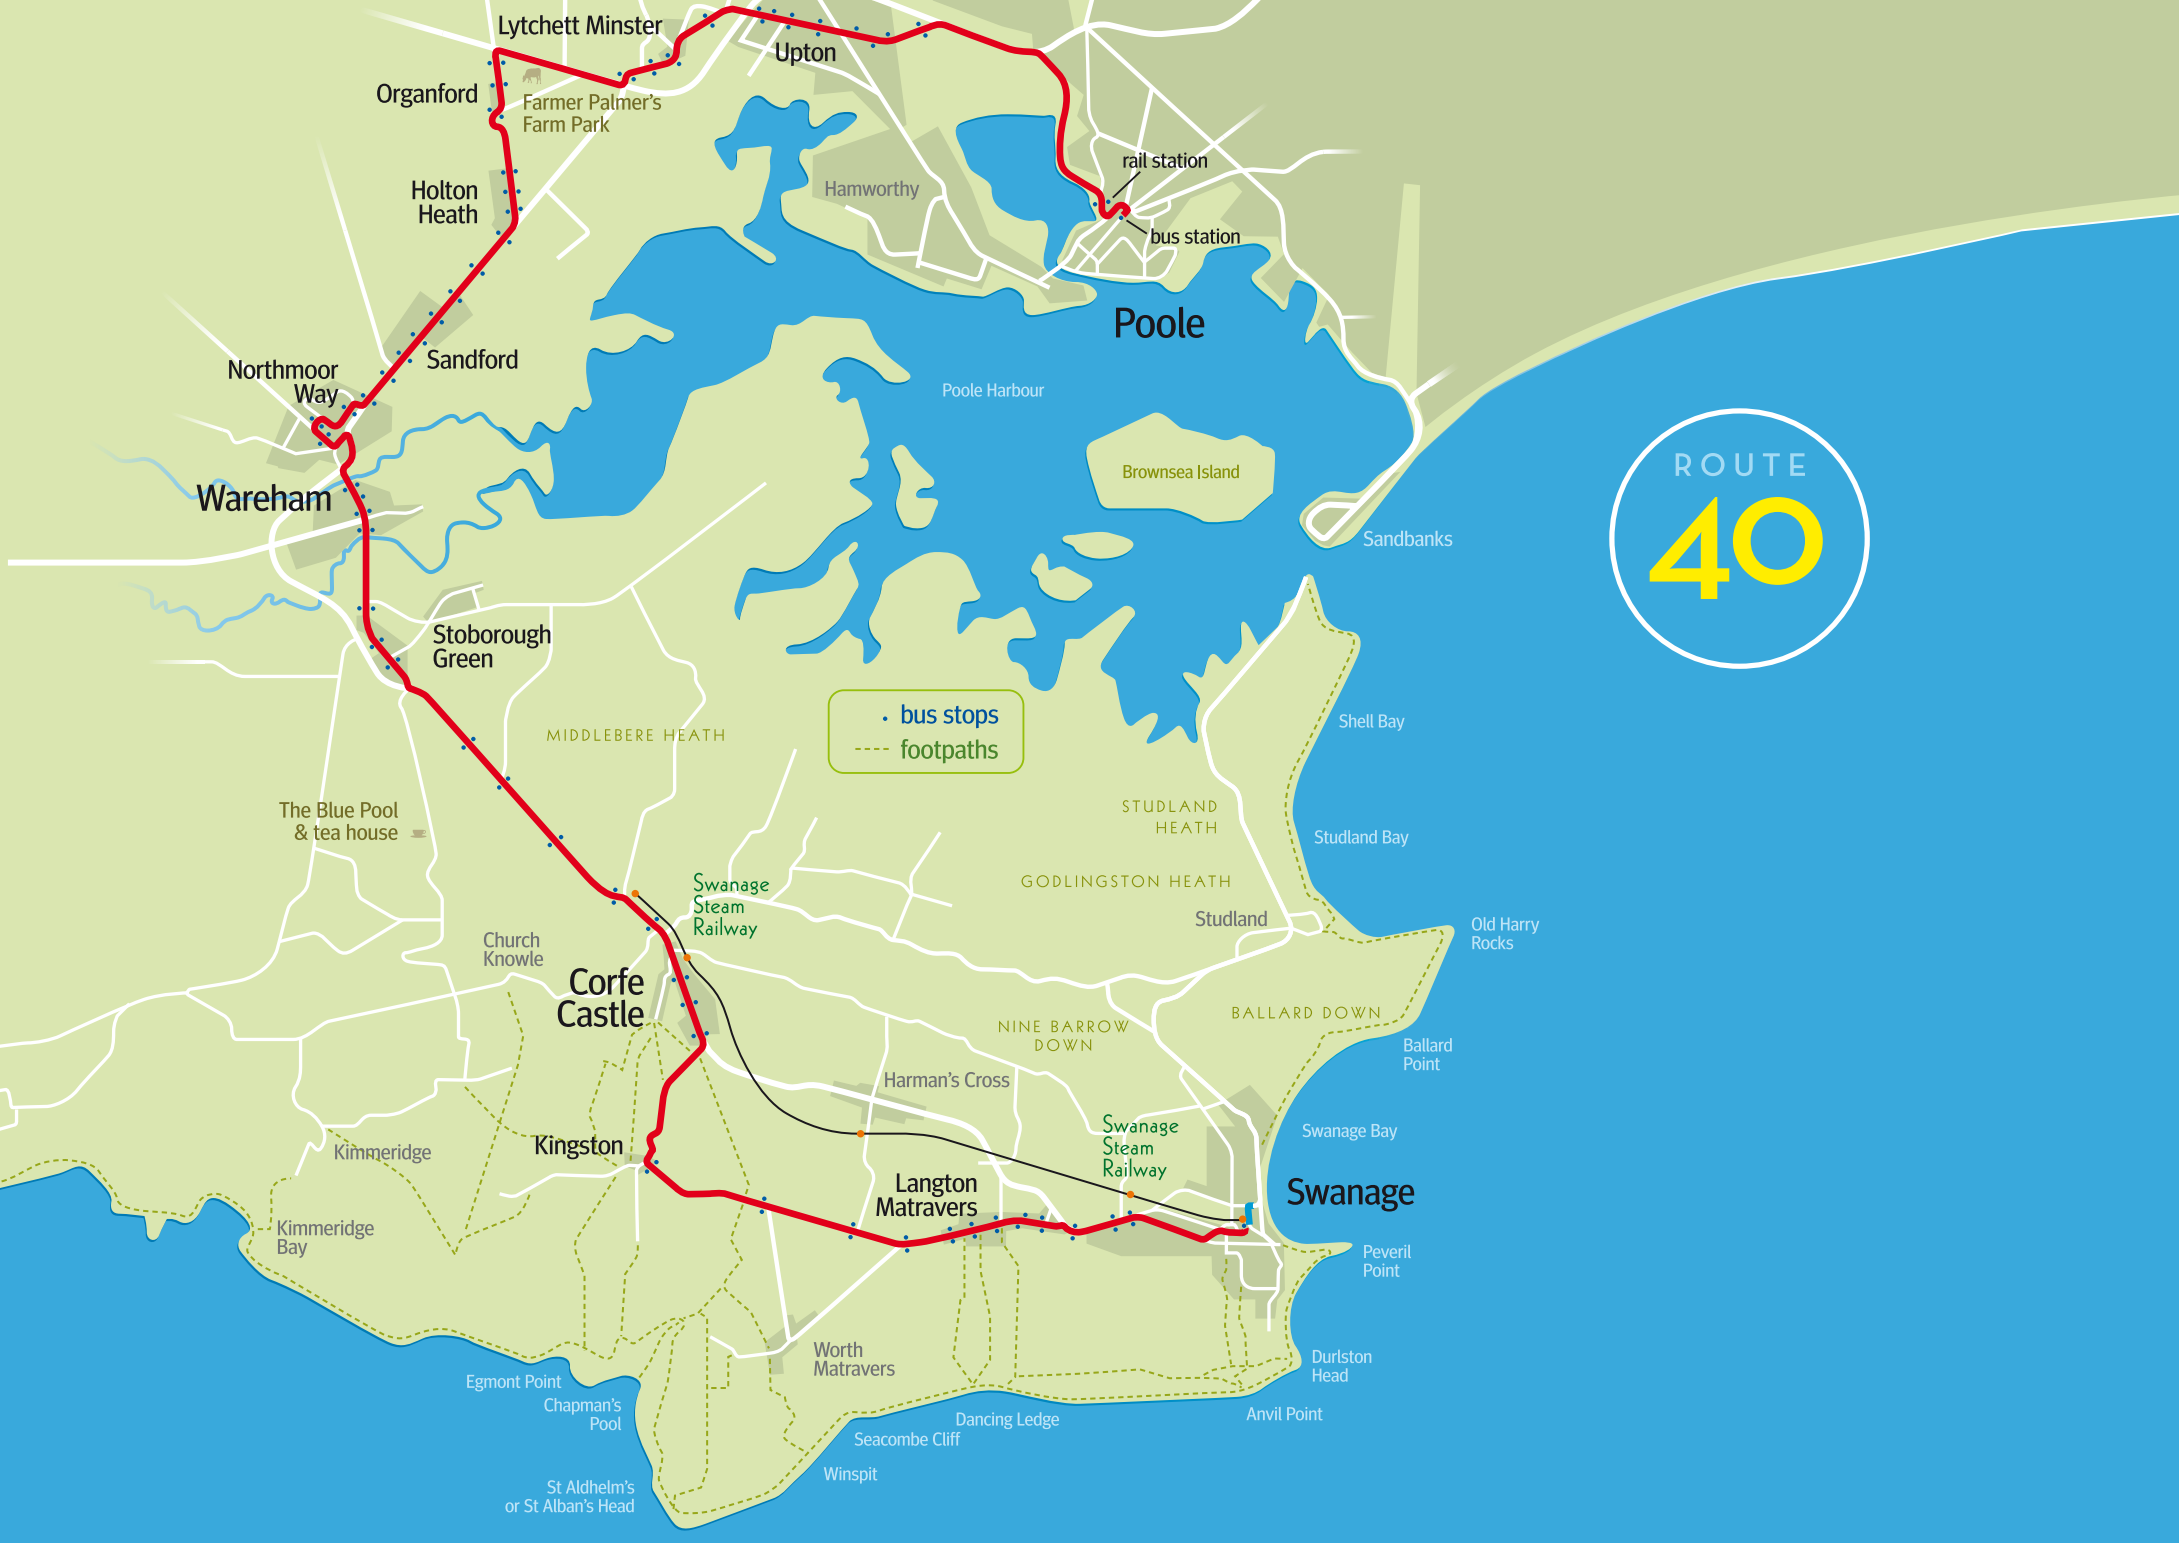 Lytchett Minster
Upton
Organford
Farmer Palmer's
Farm Park
rail station
Hamworthy
Holton
Heath
bus station
Poole
Sandford
Northmoor
Way
Poole Harbour
ROUTE
40
Brownsea Island
Wareham
Sandbanks
Stoborough
Green
bus stops
footpaths
Shell Bay
MIDDLEBERE HEATH
The Blue Pool
& tea house
STUDLAND
HEATH
Studland Bay
Swanage
Steam
Railway
GODLINGSTON HEATH
Studland
Old Harry
Rocks
Church
Knowle
Corfe
Castle
BALLARD DOWN
NINE BARROW
DOWN
Ballard
Point
Harman's Cross
Swanage
Steam
Railway
Swanage Bay
Kingston
Kimmeridge
Langton
Matravers
Swanage
Kimmeridge
Bay
Peveril
Point
Worth
Matravers
Durlston
Head
Egmont Point
Chapman's
Pool
Dancing Ledge
Anvil Point
Seacombe Cliff
Winspit
St Aldhelm's
or St Alban's Head